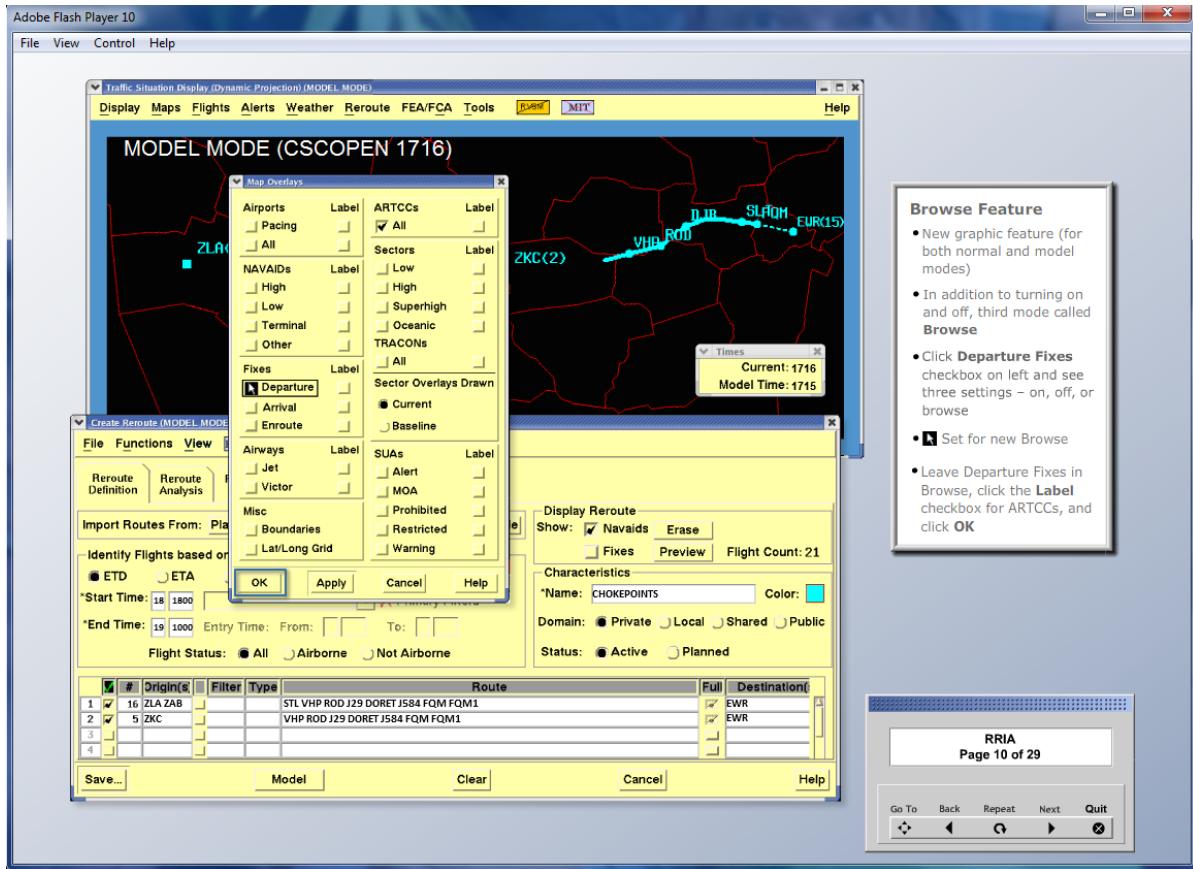 Adobe Flash Player 10
File View Control Help
Traffic Situation Display (Dynamic Projection) (MODEL MODE)
Display Maps Flights Alerts Weather Reroute FEA/FCA Tools RVSM MIT Help
MODEL MODE (CSCOPEN 1716)
ZLA(
ZKC(2)
VHP
ROD
DJB
SLAQM
EWR(15)
Map Overlays
Airports Label
Pacing
All
NAVAIDs Label
High
Low
Terminal
Other
Fixes Label
Departure
Arrival
Enroute
Airways Label
Jet
Victor
Misc
Boundaries
Lat/Long Grid
ARTCCs Label
All
Sectors Label
Low
High
Superhigh
Oceanic
TRACONs
All
Sector Overlays Drawn
Current
Baseline
SUAs Label
Alert
MOA
Prohibited
Restricted
Warning
OK Apply Cancel Help
Times
Current: 1716
Model Time: 1715
Create Reroute (MODEL MODE
File Functions View
Reroute Definition
Reroute Analysis
Import Routes From: Pla
Identify Flights based on
ETD ETA
*Start Time: 18 1800
*End Time: 19 1000 Entry Time: From: To:
Flight Status: All Airborne Not Airborne
Display Reroute
Show: Navaids Erase
Fixes Preview Flight Count: 21
Characteristics
*Name: CHOKEPOINTS Color:
Domain: Private Local Shared Public
Status: Active Planned
# Origin(s Filter Type Route Full Destination(
1 16 ZLA ZAB STL VHP ROD J29 DORET J584 FQM FQM1 EWR
2 5 ZKC VHP ROD J29 DORET J584 FQM FQM1 EWR
3
4
Save... Model Clear Cancel Help
Browse Feature
•New graphic feature (for
both normal and model
modes)
•In addition to turning on
and off, third mode called
Browse
•Click Departure Fixes
checkbox on left and see
three settings – on, off, or
browse
• Set for new Browse
•Leave Departure Fixes in
Browse, click the Label
checkbox for ARTCCs, and
click OK
RRIA
Page 10 of 29
Go To Back Repeat Next Quit